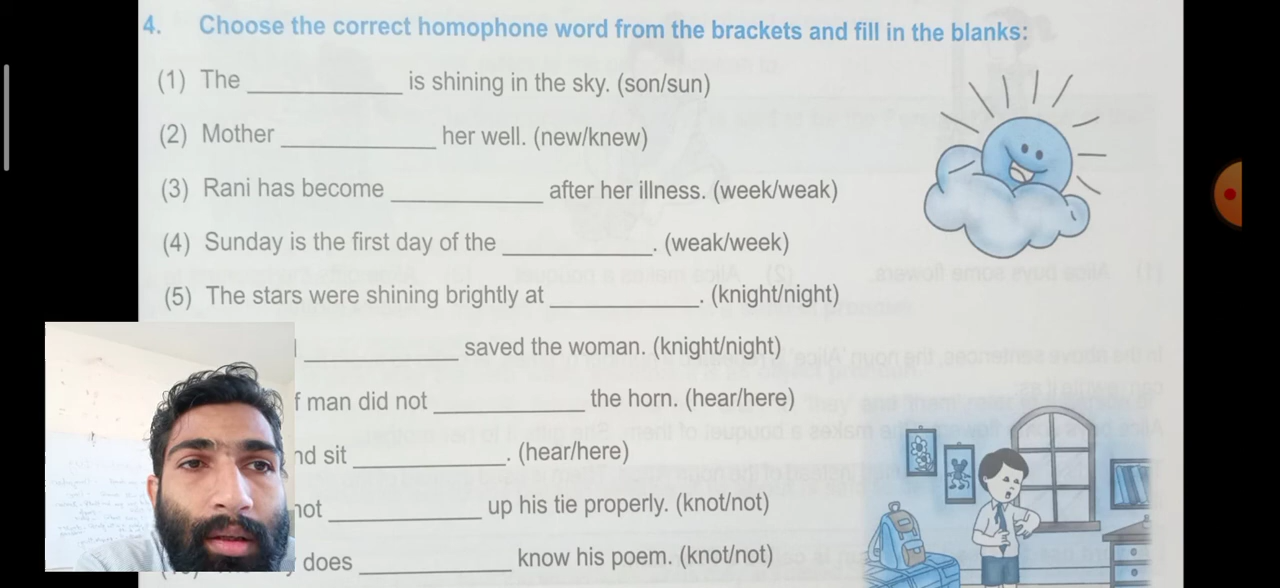 4. Choose the correct homophone word from the brackets and fill in the blanks:
(1) The ____________ is shining in the sky. (son/sun)
(2) Mother ____________ her well. (new/knew)
(3) Rani has become ____________ after her illness. (week/weak)
(4) Sunday is the first day of the ____________. (weak/week)
(5) The stars were shining brightly at ____________. (knight/night)
____________ saved the woman. (knight/night)
man did not ____________ the horn. (hear/here)
sit ____________. (hear/here)
____________ up his tie properly. (knot/not)
does ____________ know his poem. (knot/not)